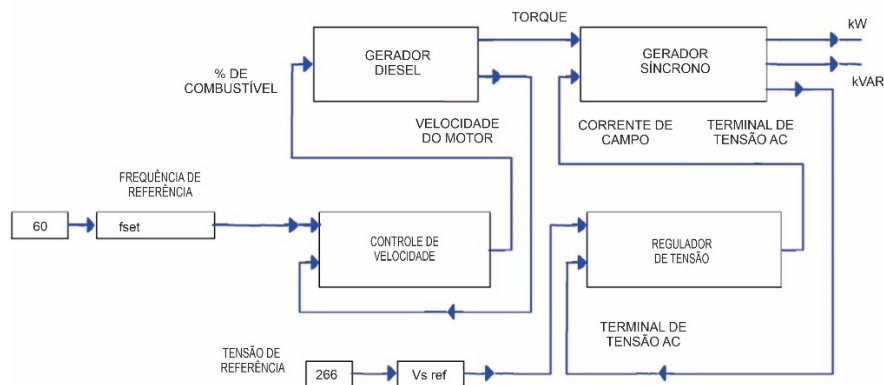 TORQUE
kW
GERADOR
DIESEL
GERADOR
SÍNCRONO
% DE
COMBUSTÍVEL
kVAR
VELOCIDADE
DO MOTOR
CORRENTE DE
CAMPO
TERMINAL DE
TENSÃO AC
FREQUÊNCIA DE
REFERÊNCIA
60
fset
CONTROLE DE
VELOCIDADE
REGULADOR
DE TENSÃO
TERMINAL DE
TENSÃO AC
TENSÃO DE
REFERÊNCIA
266
Vs ref